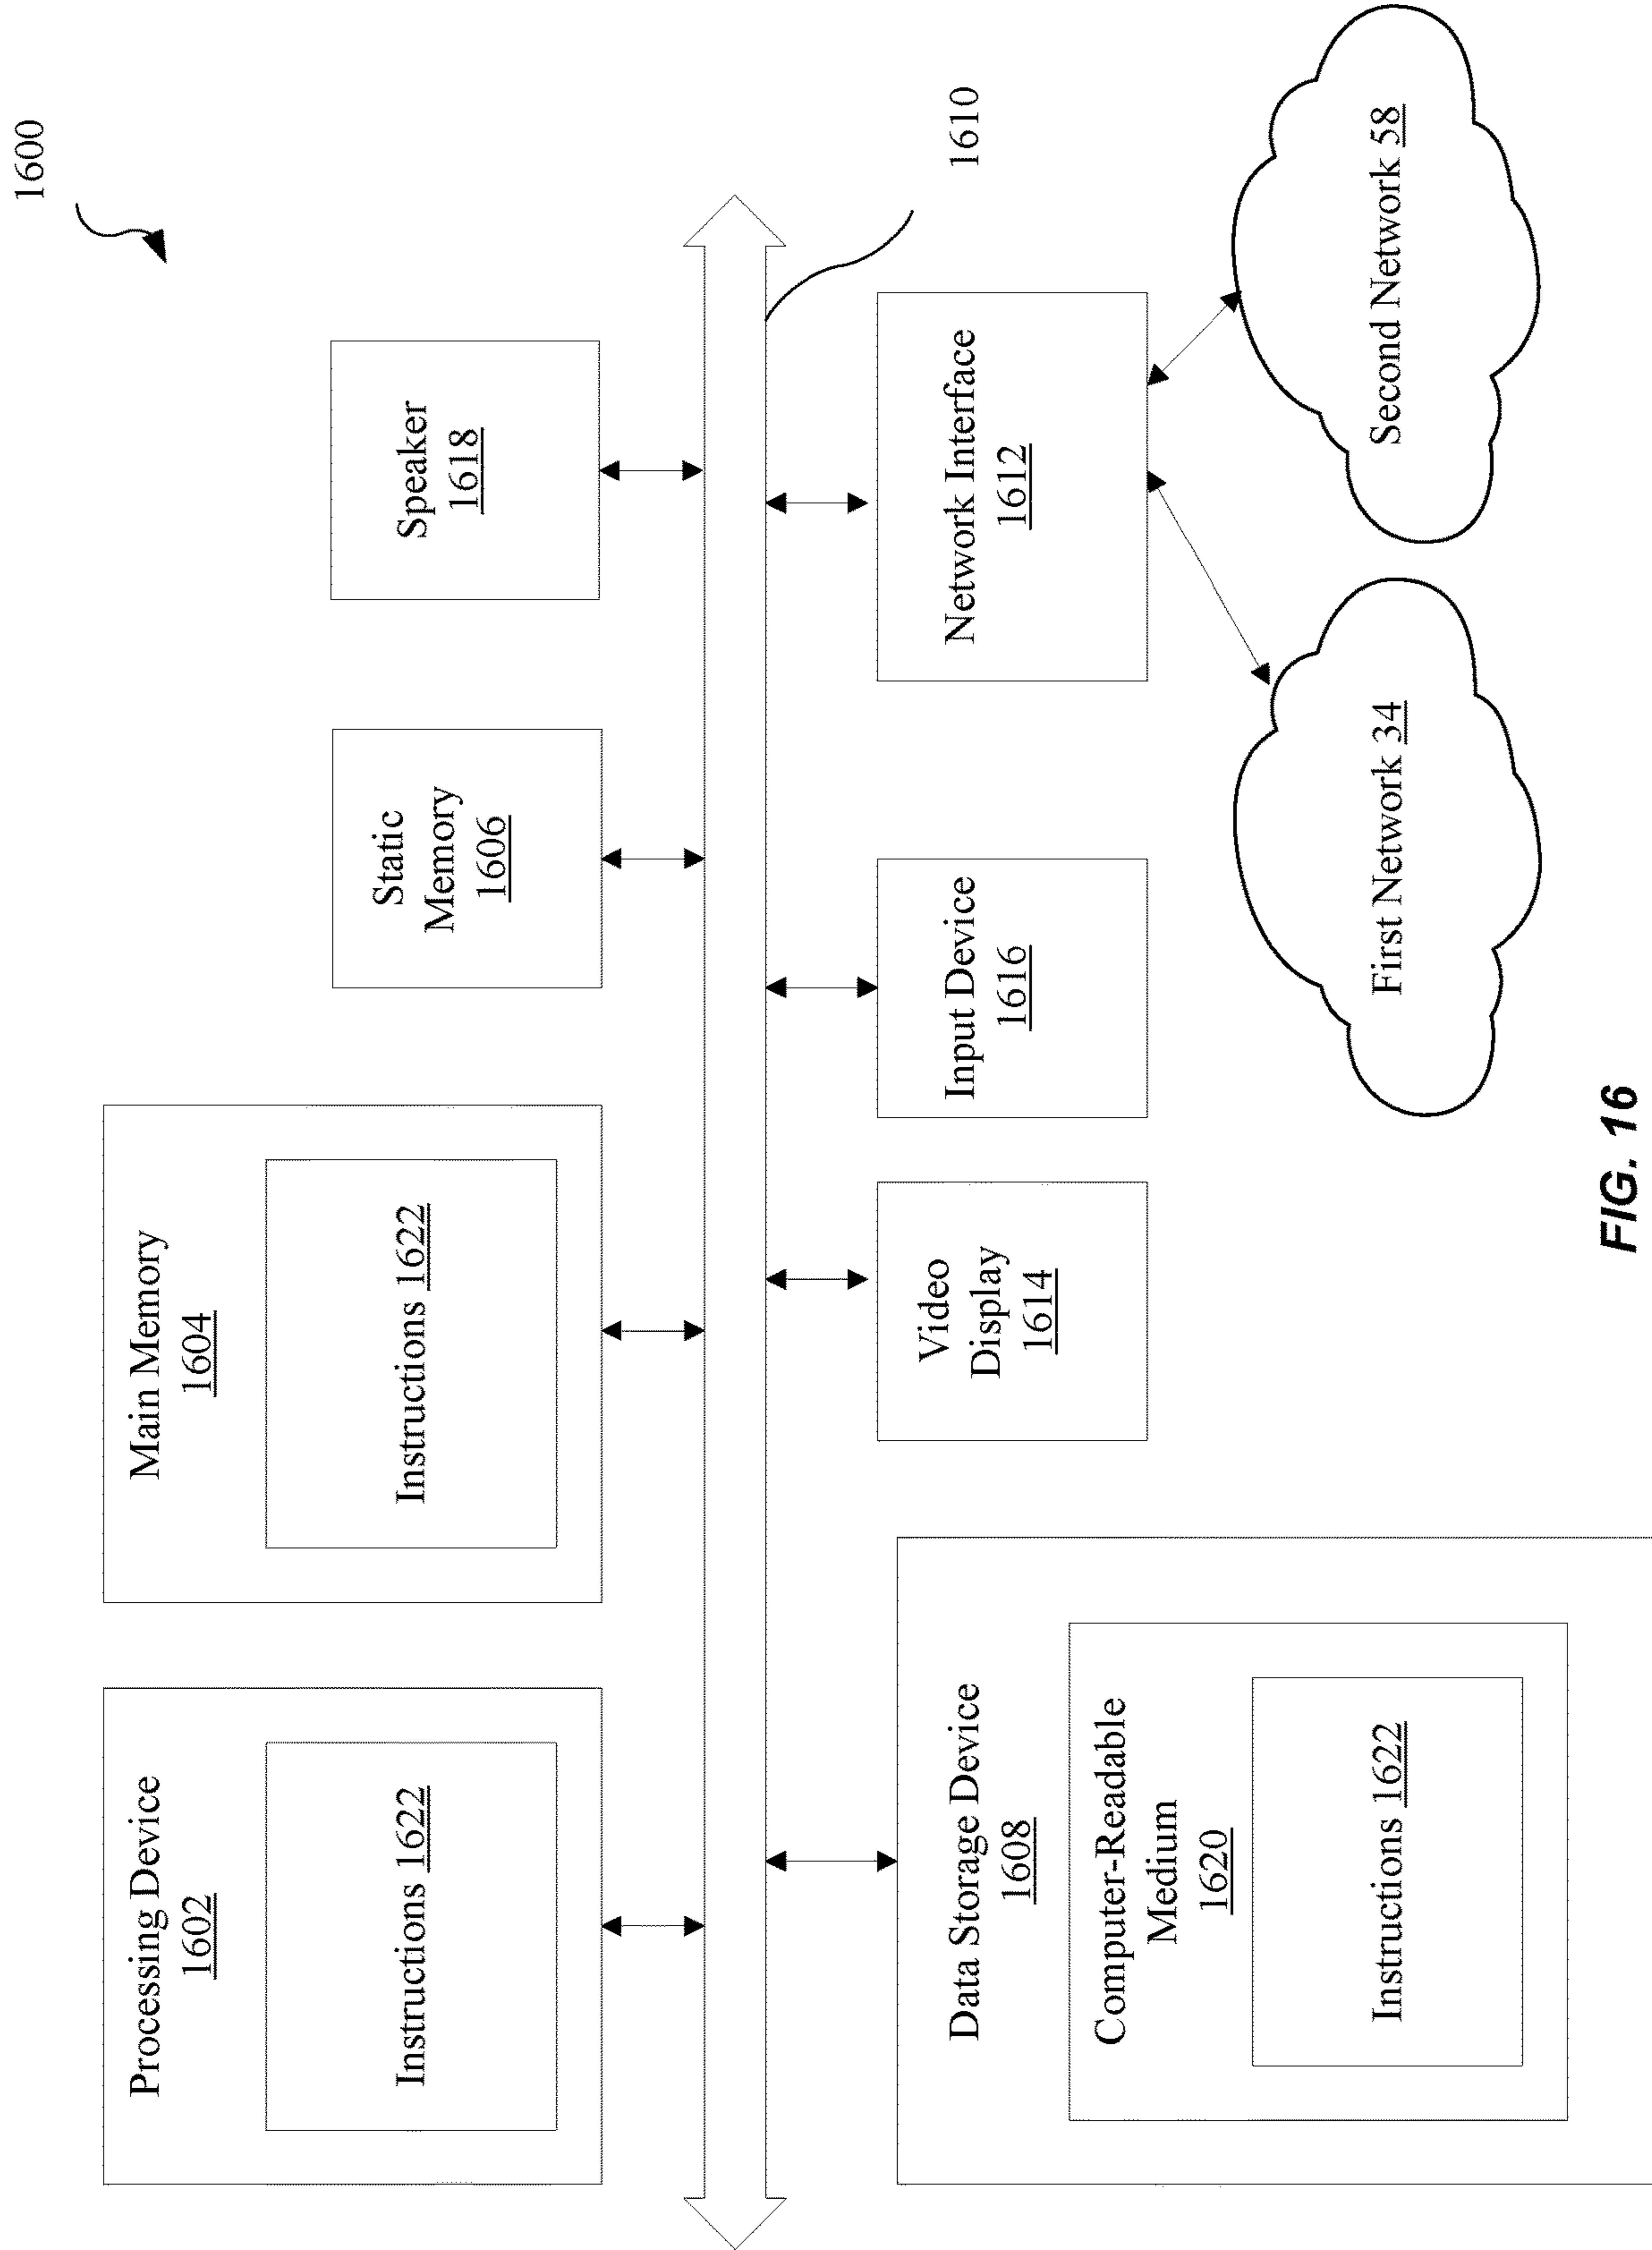 1600
Processing Device
1602
Instructions 1622
Main Memory
1604
Instructions 1622
Static
Memory
1606
Speaker
1618
1610
Data Storage Device
1608
Computer-Readable
Medium
1620
Instructions 1622
Video
Display
1614
Input Device
1616
Network Interface
1612
First Network 34
Second Network 58
FIG. 16